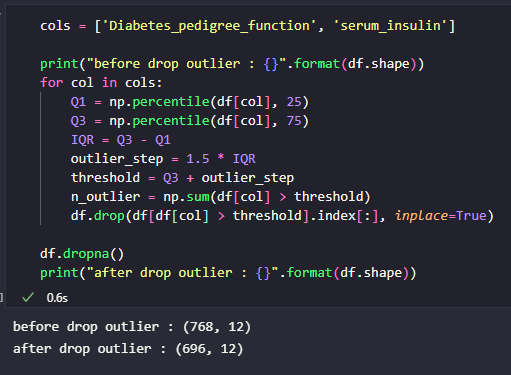 cols = ['Diabetes_pedigree_function', 'serum_insulin']
print("before drop outlier : {}".format(df.shape))
for col in cols:
    Q1 = np.percentile(df[col], 25)
    Q3 = np.percentile(df[col], 75)
    IQR = Q3 - Q1
    outlier_step = 1.5 * IQR
    threshold = Q3 + outlier_step
    n_outlier = np.sum(df[col] > threshold)
    df.drop(df[df[col] > threshold].index[:], inplace=True)
df.dropna()
print("after drop outlier : {}".format(df.shape))
] ✓ 0.6s
before drop outlier : (768, 12)
after drop outlier : (696, 12)